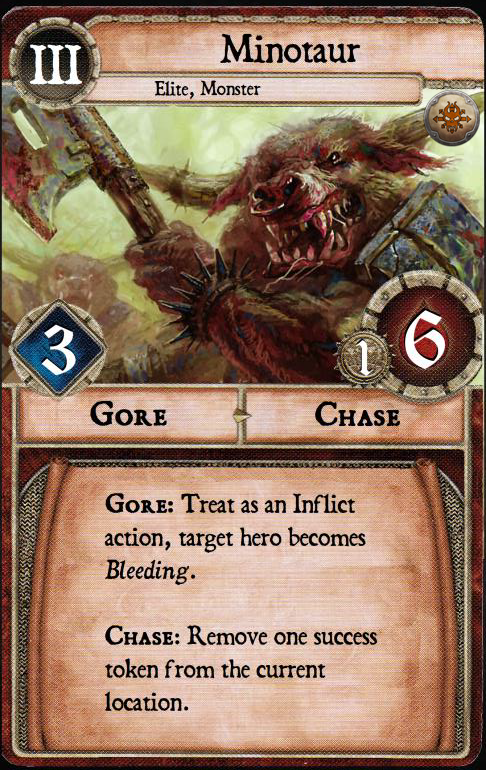 III
Minotaur
Elite, Monster
3
1
6
GORE
CHASE
GORE: Treat as an Inflict
action, target hero becomes
Bleeding.
CHASE: Remove one success
token from the current
location.